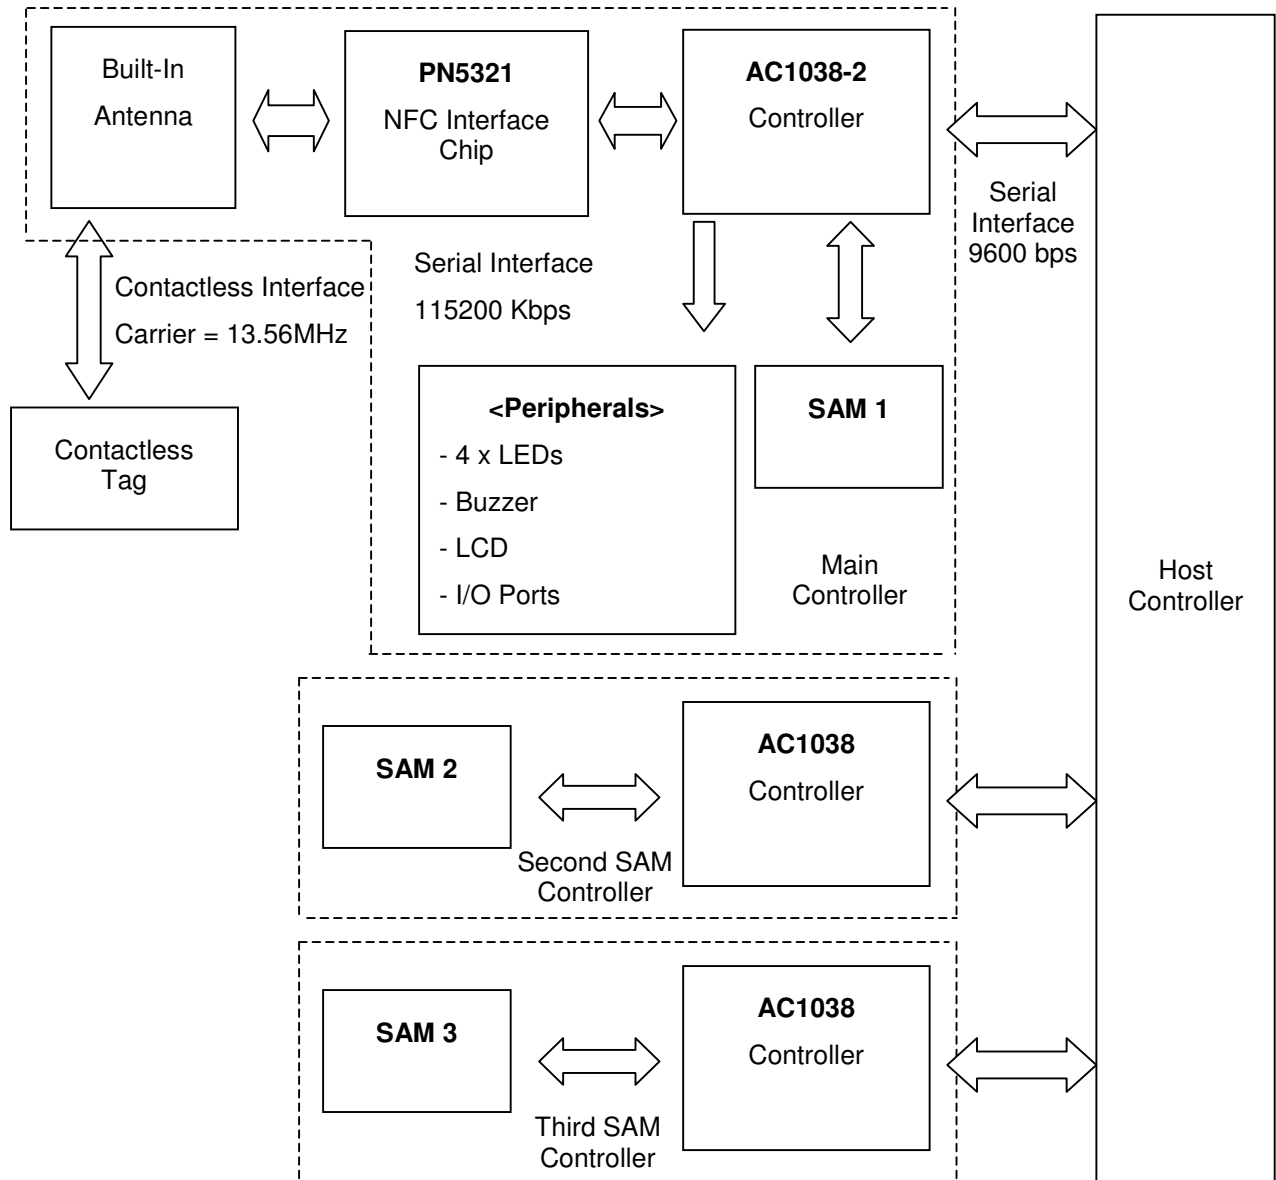 Built-In
Antenna
PN5321
NFC Interface
Chip
AC1038-2
Controller
Serial
Interface
9600 bps
Serial Interface
115200 Kbps
Contactless Interface
Carrier = 13.56MHz
Contactless
Tag
<Peripherals>
- 4 x LEDs
- Buzzer
- LCD
- I/O Ports
SAM 1
Main
Controller
Host
Controller
SAM 2
Second SAM
Controller
AC1038
Controller
SAM 3
Third SAM
Controller
AC1038
Controller